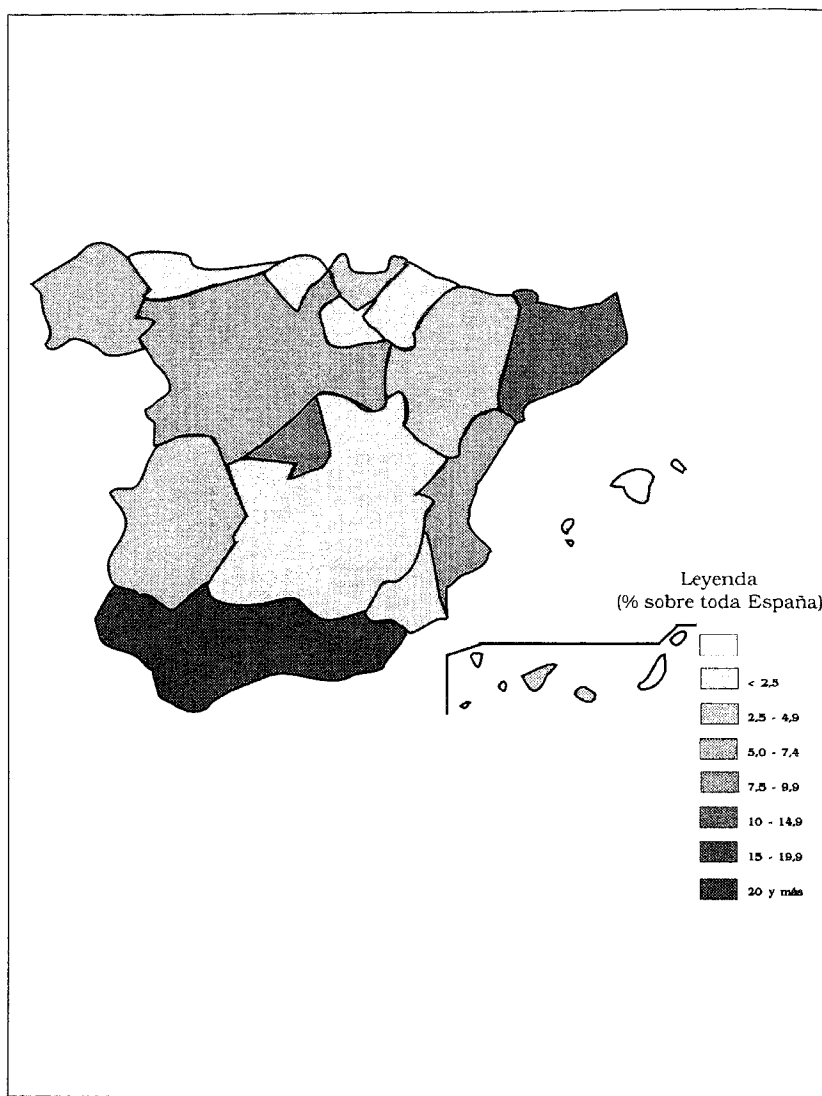 Leyenda
(% sobre toda España)
< 2,5
2,5 - 4,9
5,0 - 7,4
7,5 - 9,9
10 - 14,9
15 - 19,9
20 y más